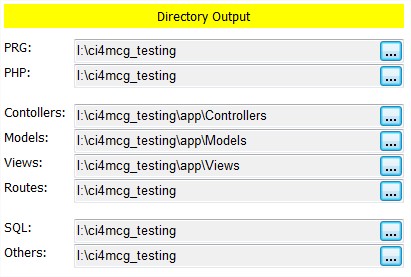 Directory Output
PRG: I:\ci4mcg_testing ...
PHP: I:\ci4mcg_testing ...
Contollers: I:\ci4mcg_testing\app\Controllers ...
Models: I:\ci4mcg_testing\app\Models ...
Views: I:\ci4mcg_testing\app\Views ...
Routes: I:\ci4mcg_testing ...
SQL: I:\ci4mcg_testing ...
Others: I:\ci4mcg_testing ...